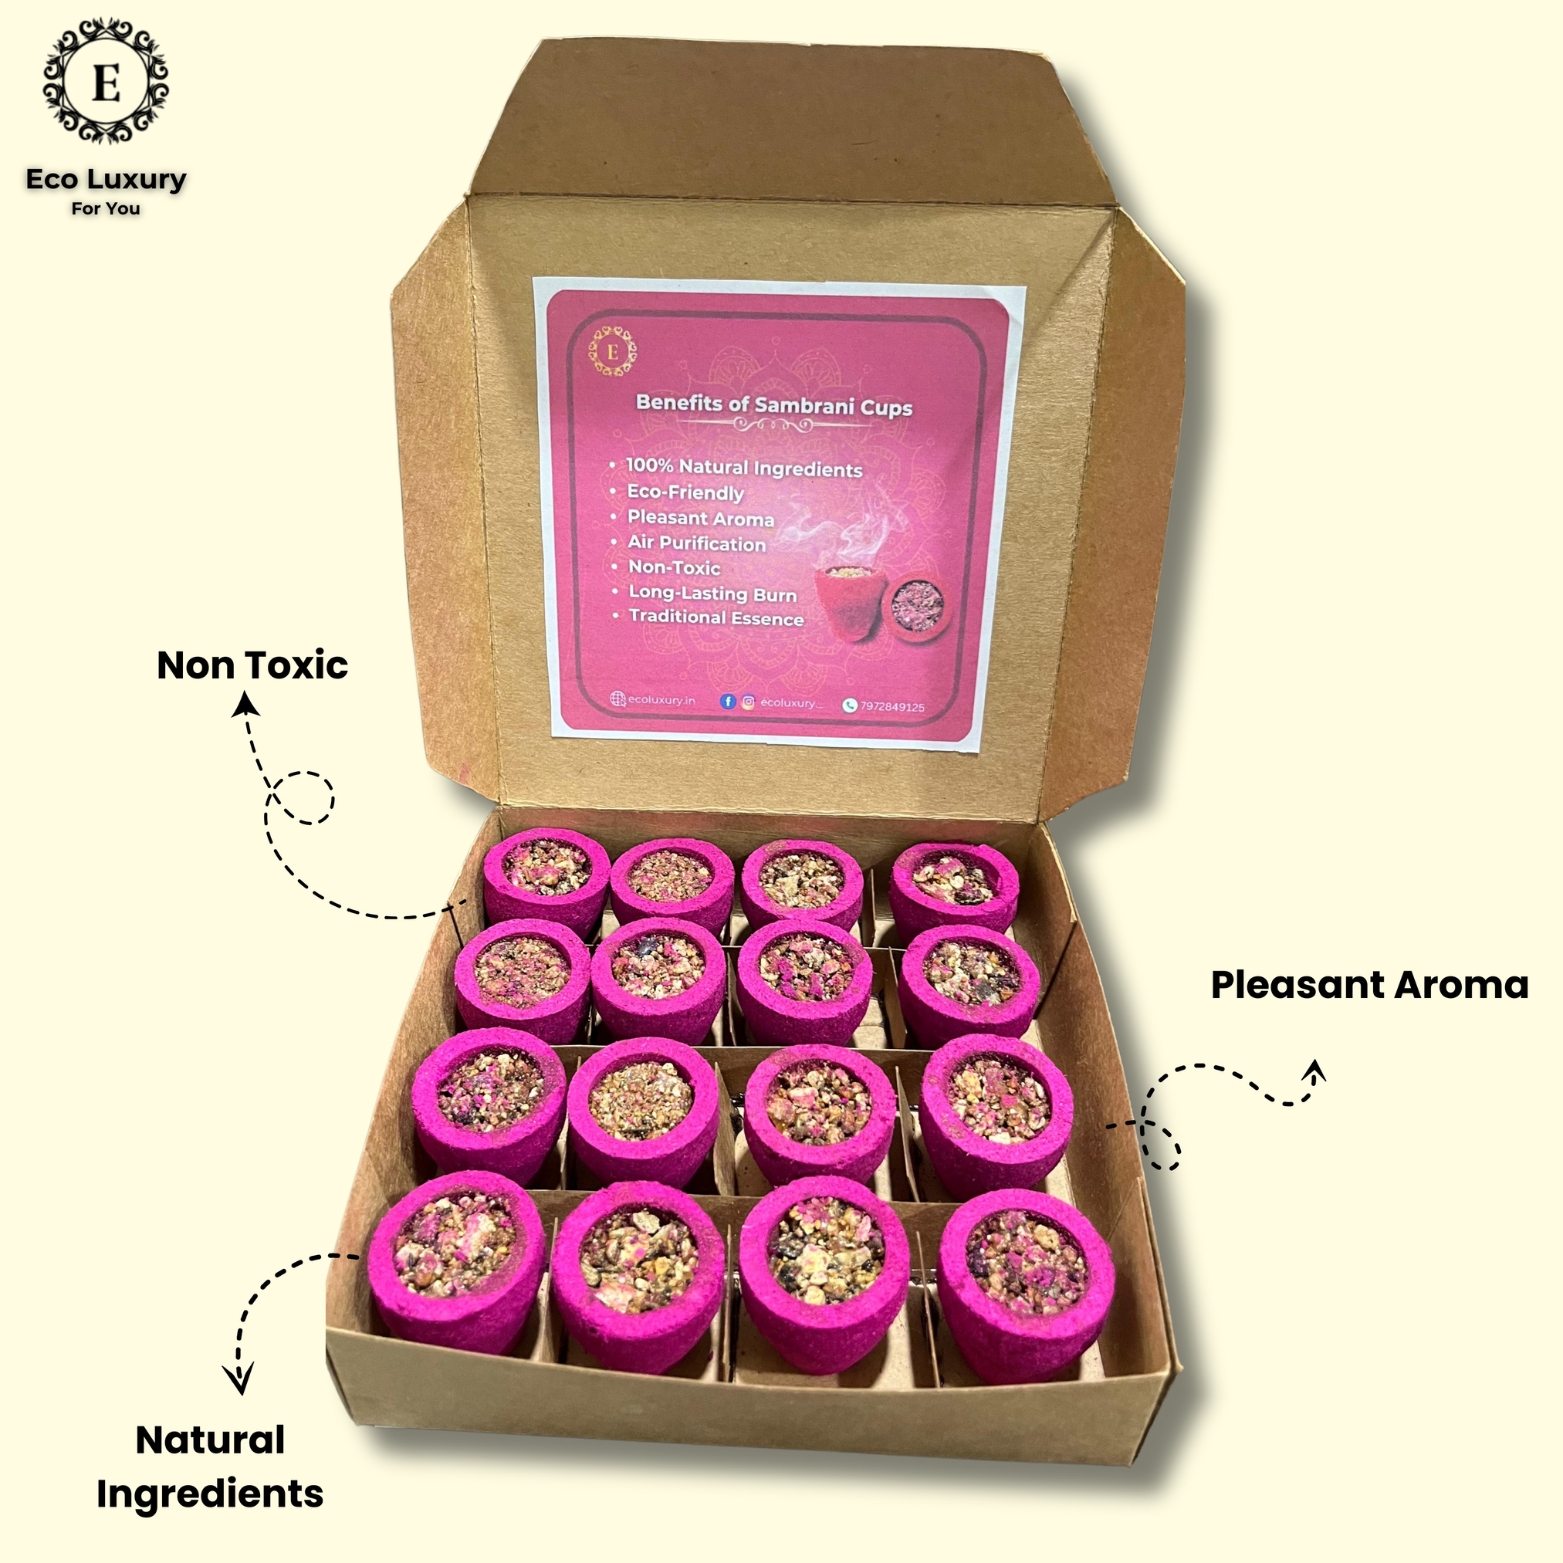 E
Eco Luxury
For You
E
Benefits of Sambrani Cups
• 100% Natural Ingredients
• Eco-Friendly
• Pleasant Aroma
• Air Purification
• Non-Toxic
• Long-Lasting Burn
• Traditional Essence
ecoluxury.in ecoluxury_ 7972849125
Non Toxic
Pleasant Aroma
Natural
Ingredients